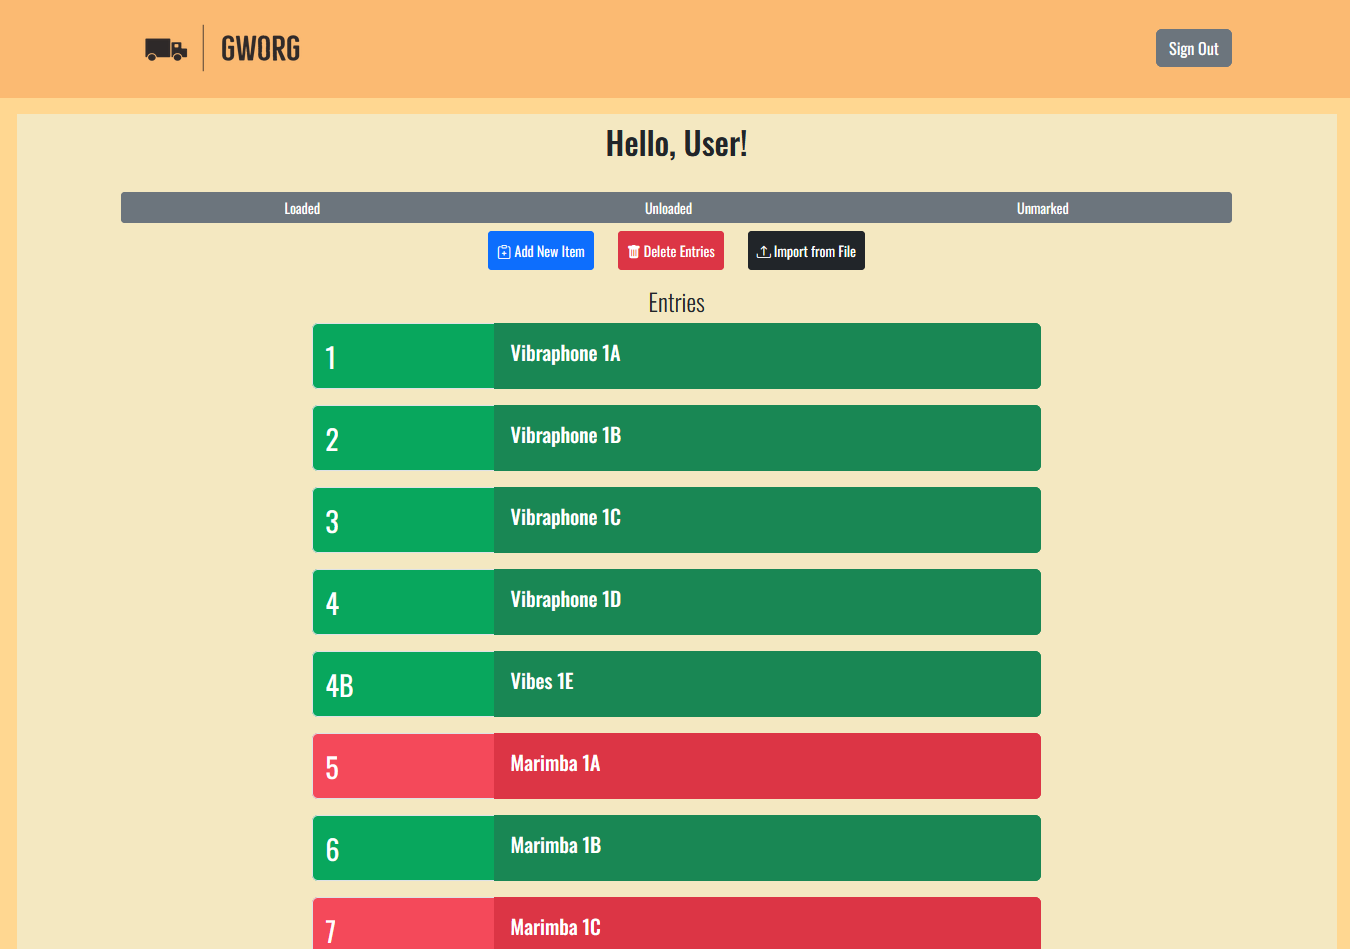 GWORG
Sign Out
Hello, User!
Loaded Unloaded Unmarked
Add New Item Delete Entries Import from File
Entries
1 Vibraphone 1A
2 Vibraphone 1B
3 Vibraphone 1C
4 Vibraphone 1D
4B Vibes 1E
5 Marimba 1A
6 Marimba 1B
7 Marimba 1C